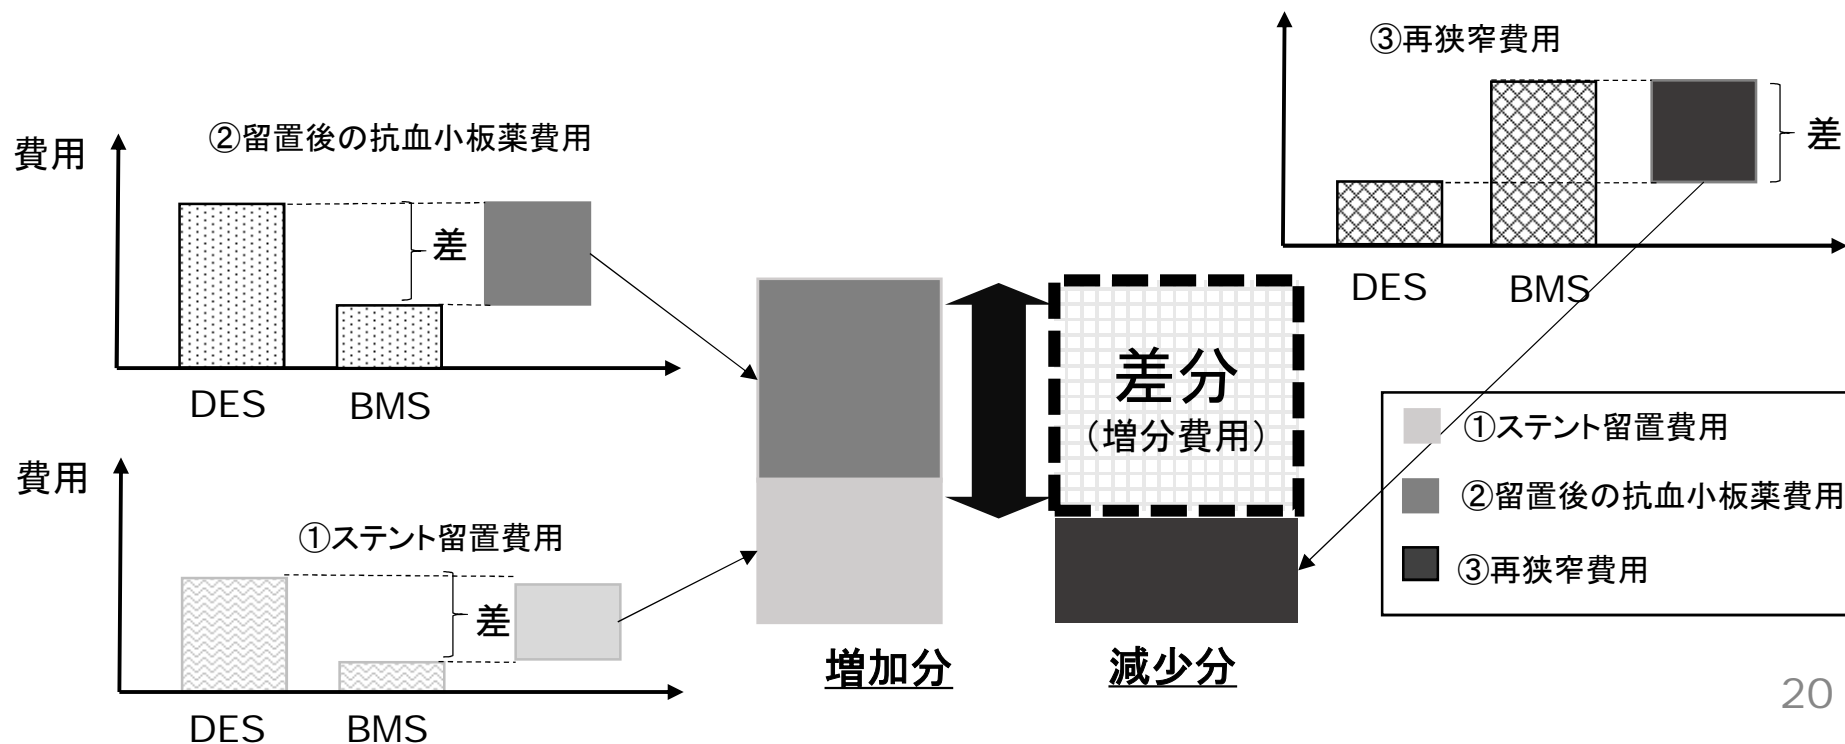 ②留置後の抗血小板薬費用
費用
差
DES
BMS
①ステント留置費用
費用
差
DES
BMS
差分
(増分費用)
増加分
減少分
③再狭窄費用
差
DES
BMS
①ステント留置費用
②留置後の抗血小板薬費用
③再狭窄費用
20